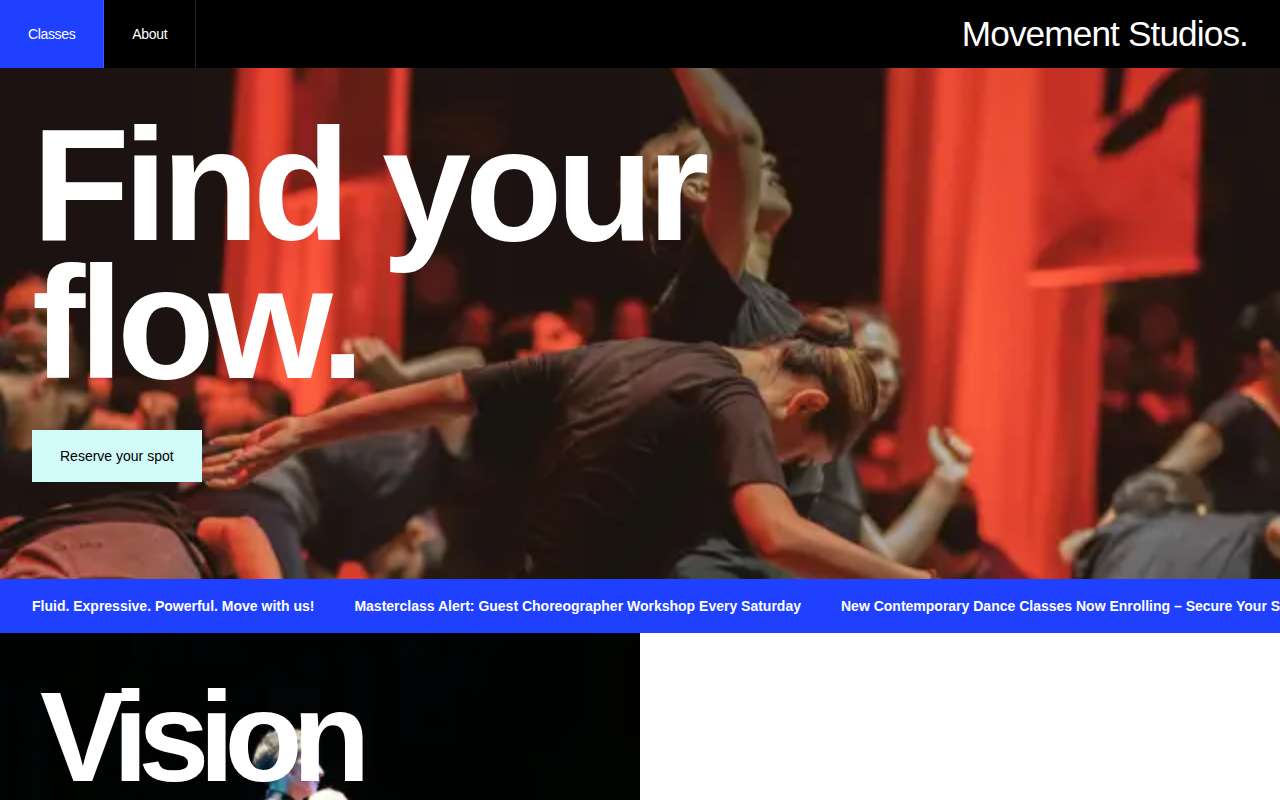 Classes
About
Movement Studios.
Find your
flow.
Reserve your spot
Fluid. Expressive. Powerful. Move with us!
Masterclass Alert: Guest Choreographer Workshop Every Saturday
New Contemporary Dance Classes Now Enrolling – Secure Your S
Vision